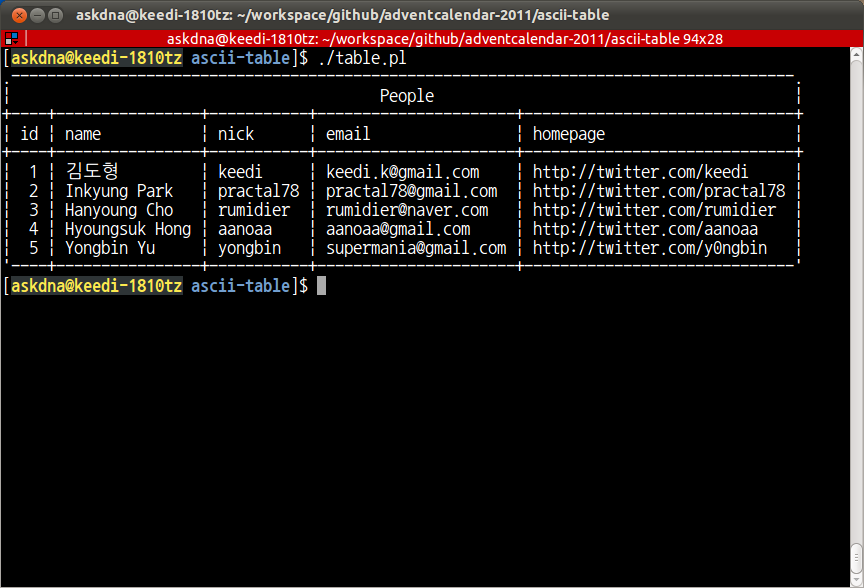 askdna@keedi-1810tz: ~/workspace/github/adventcalendar-2011/ascii-table
askdna@keedi-1810tz: ~/workspace/github/adventcalendar-2011/ascii-table 94x28
[askdna@keedi-1810tz ascii-table]$ ./table.pl
.---------------------------------------------------------------------------------------.
| People |
+----+----------------+-----------+----------------------+------------------------------+
| id | name | nick | email | homepage |
+----+----------------+-----------+----------------------+------------------------------+
| 1 | 김도형 | keedi | keedi.k@gmail.com | http://twitter.com/keedi |
| 2 | Inkyung Park | practal78 | practal78@gmail.com | http://twitter.com/practal78 |
| 3 | Hanyoung Cho | rumidier | rumidier@naver.com | http://twitter.com/rumidier |
| 4 | Hyoungsuk Hong | aanoaa | aanoaa@gmail.com | http://twitter.com/aanoaa |
| 5 | Yongbin Yu | yongbin | supermania@gmail.com | http://twitter.com/y0ngbin |
'----+----------------+-----------+----------------------+------------------------------'
[askdna@keedi-1810tz ascii-table]$